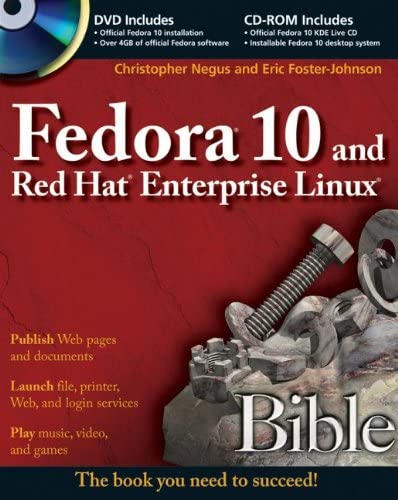 DVD Includes
• Official Fedora 10 installation
• Over 4GB of official Fedora software
CD-ROM Includes
• Official Fedora 10 KDE Live CD
• Installable Fedora 10 desktop system
Christopher Negus and Eric Foster-Johnson
Fedora® 10 and
Red Hat® Enterprise Linux®
Publish Web pages
and documents
Launch file, printer,
Web, and login services
Play music, video,
and games
Bible
The book you need to succeed!